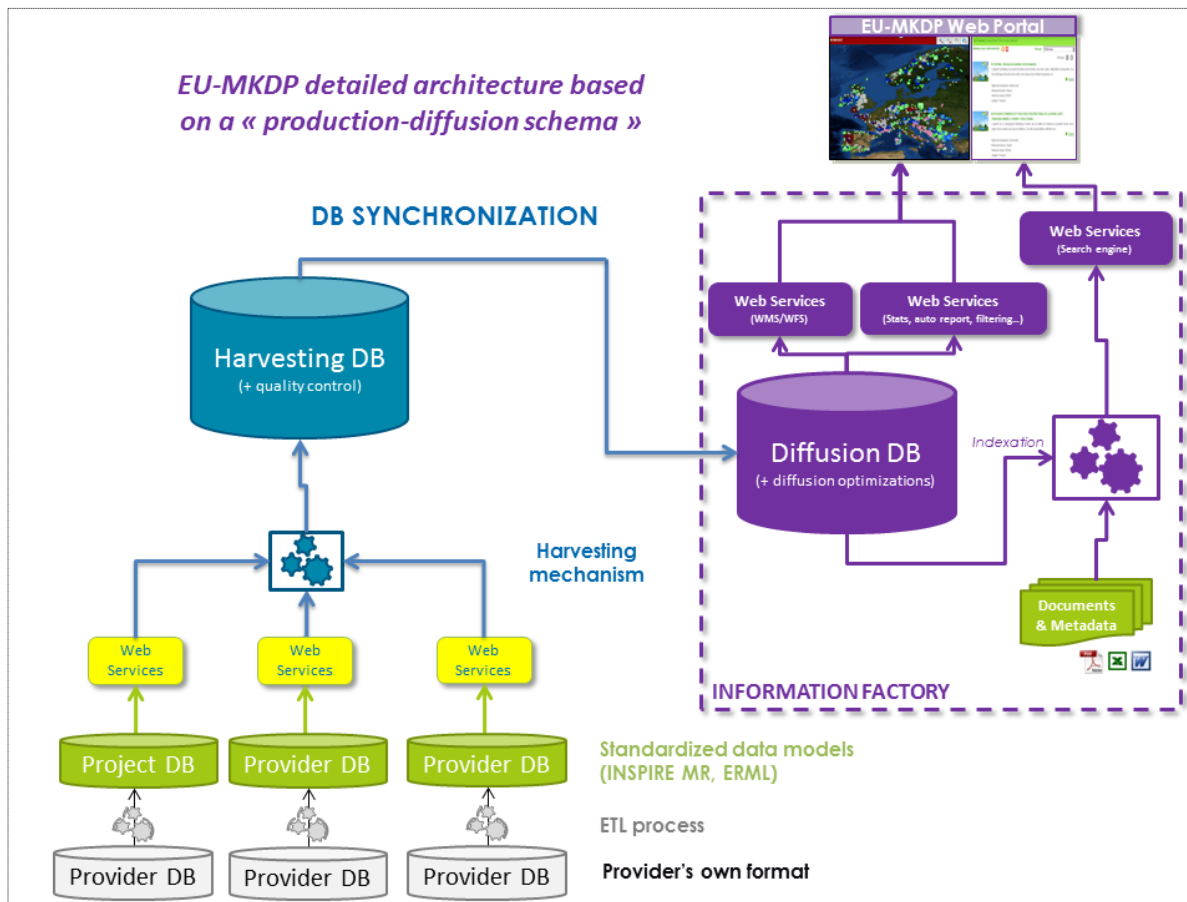 EU-MKDP Web Portal
EU-MKDP detailed architecture based
on a « production-diffusion schema »
DB SYNCHRONIZATION
Web Services
(Search engine)
Web Services
(WMS/WFS)
Web Services
(Stats, auto report, filtering...)
Harvesting DB
(+ quality control)
Diffusion DB
(+ diffusion optimizations)
Indexation
Harvesting
mechanism
Documents
& Metadata
Web
Services
Web
Services
Web
Services
INFORMATION FACTORY
Project DB
Provider DB
Provider DB
Standardized data models
(INSPIRE MR, ERML)
ETL process
Provider DB
Provider DB
Provider DB
Provider's own format